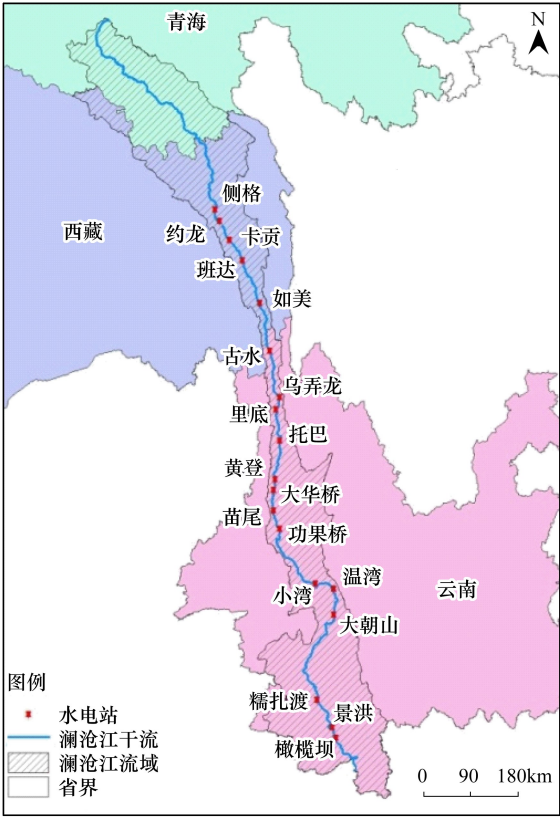 青海
N
侧格
西藏
约龙
卡贡
班达
如美
古水
乌弄龙
里底
托巴
黄登
大华桥
苗尾
功果桥
温湾
小湾
云南
大朝山
图例
糯扎渡
水电站
景洪
澜沧江干流
橄榄坝
澜沧江流域
省界
0 90 180km